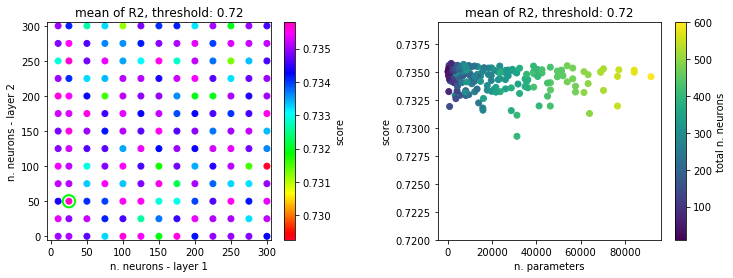 mean of R2, threshold: 0.72
300
250
200
150
100
50
0
n. neurons - layer 2
0 50 100 150 200 250 300
n. neurons - layer 1
0.735
0.734
0.733
0.732
0.731
0.730
score
mean of R2, threshold: 0.72
0.7375
0.7350
0.7325
0.7300
0.7275
0.7250
0.7225
0.7200
score
0 20000 40000 60000 80000
n. parameters
600
500
400
300
200
100
total n. neurons